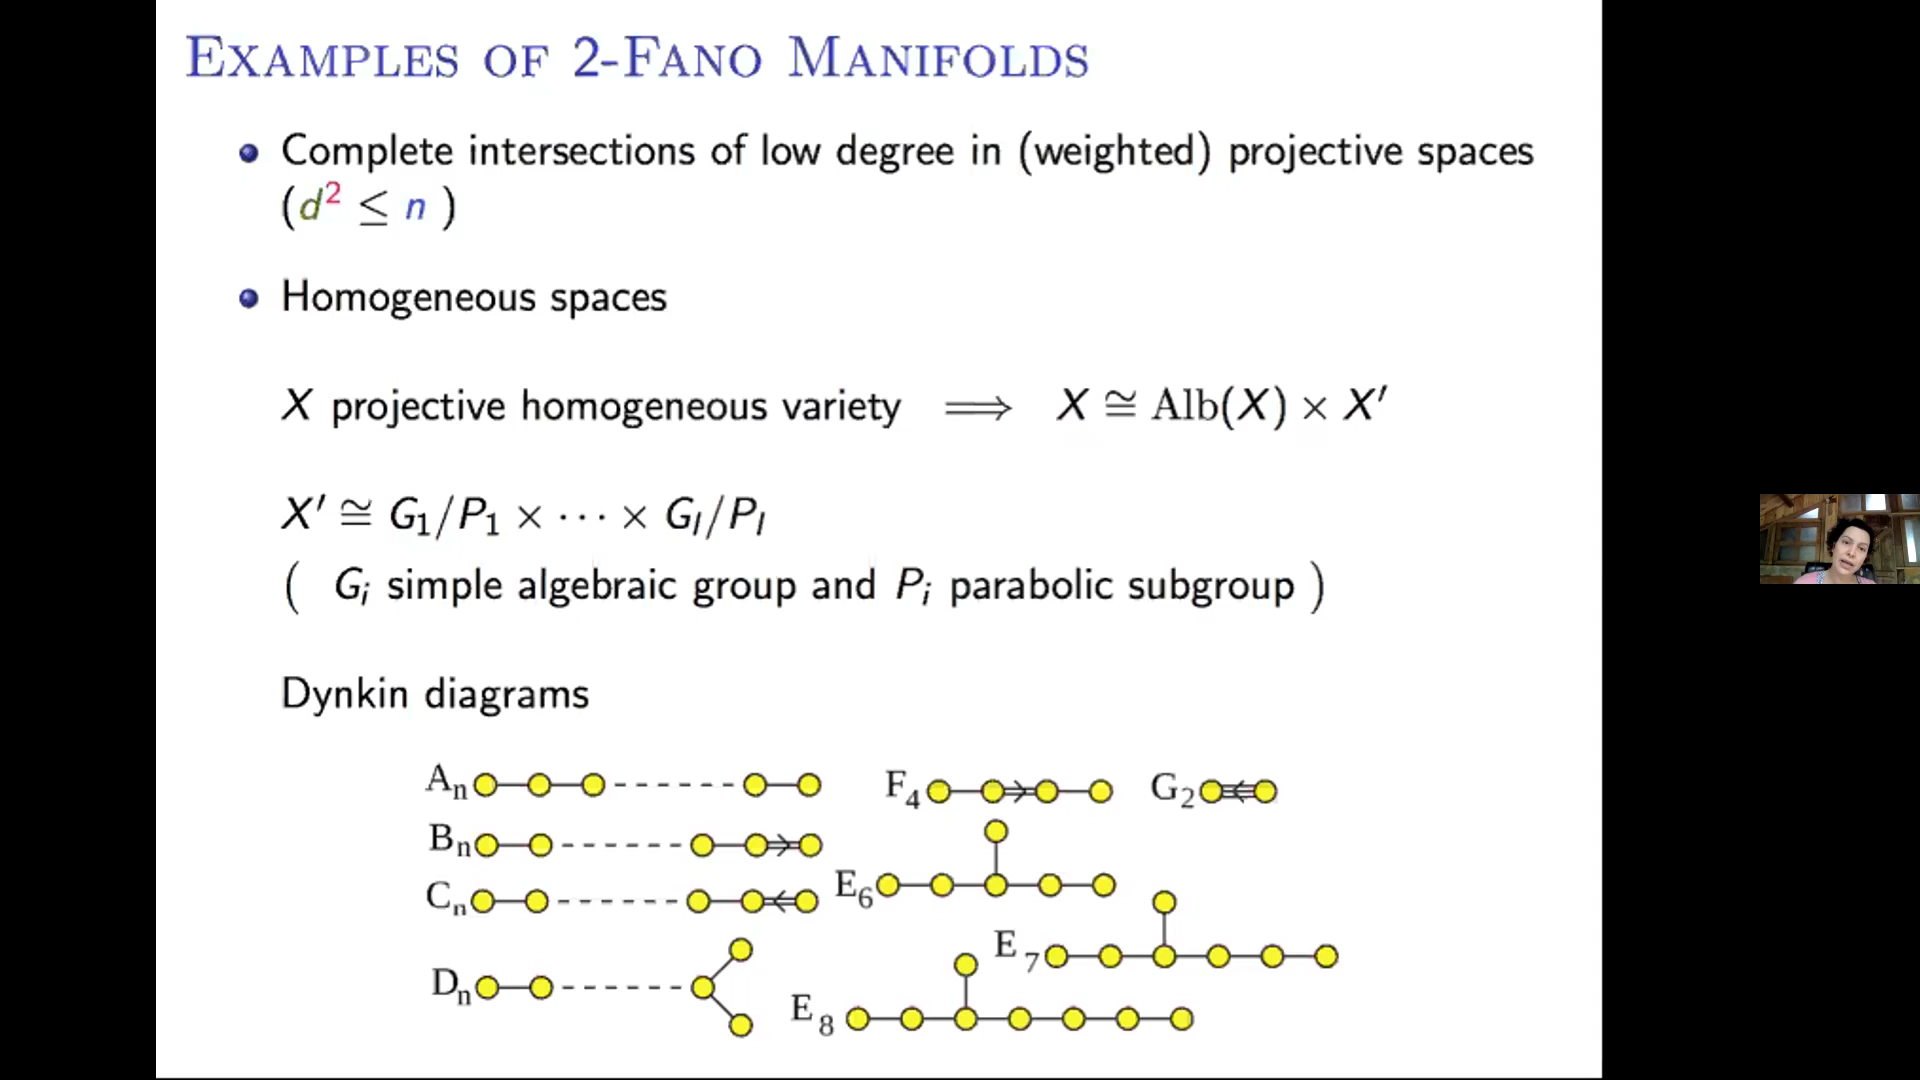 EXAMPLES OF 2-FANO MANIFOLDS
• Complete intersections of low degree in (weighted) projective spaces
(d² ≤ n )
• Homogeneous spaces
X projective homogeneous variety ⟹ X ≅ Alb(X) × X′
X′ ≅ G₁/P₁ × ⋯ × G_l/P_l
( G_i simple algebraic group and P_i parabolic subgroup )
Dynkin diagrams
Aₙ F₄ G₂
Bₙ
Cₙ E₆
E₇
Dₙ E₈